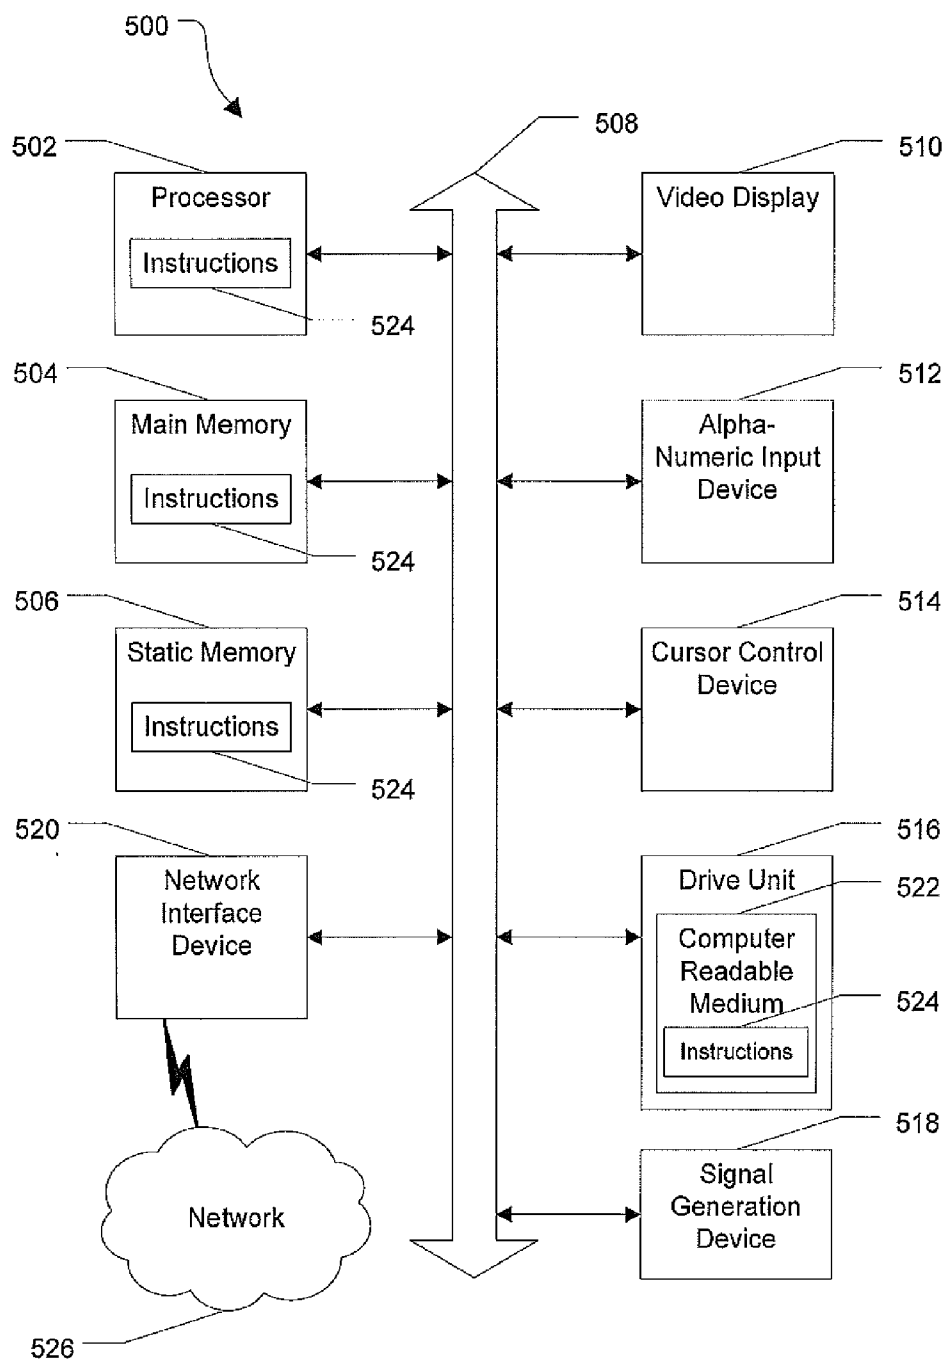 500
508
502
510
Processor
Instructions
524
Video Display
504
512
Main Memory
Instructions
524
Alpha-
Numeric Input
Device
506
514
Static Memory
Instructions
524
Cursor Control
Device
520
516
Network
Interface
Device
Drive Unit
522
Computer
Readable
Medium
524
Instructions
518
Signal
Generation
Device
Network
526